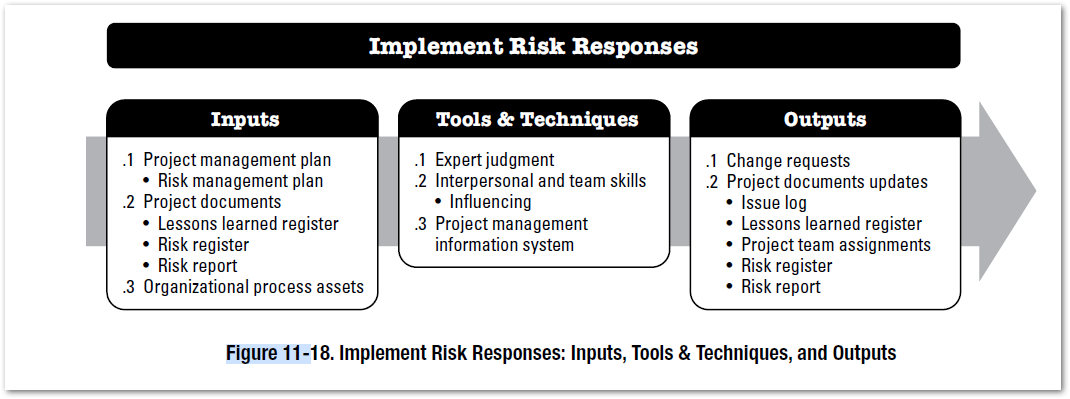 Implement Risk Responses
Inputs
.1 Project management plan
• Risk management plan
.2 Project documents
• Lessons learned register
• Risk register
• Risk report
.3 Organizational process assets
Tools & Techniques
.1 Expert judgment
.2 Interpersonal and team skills
• Influencing
.3 Project management
information system
Outputs
.1 Change requests
.2 Project documents updates
• Issue log
• Lessons learned register
• Project team assignments
• Risk register
• Risk report
Figure 11-18. Implement Risk Responses: Inputs, Tools & Techniques, and Outputs